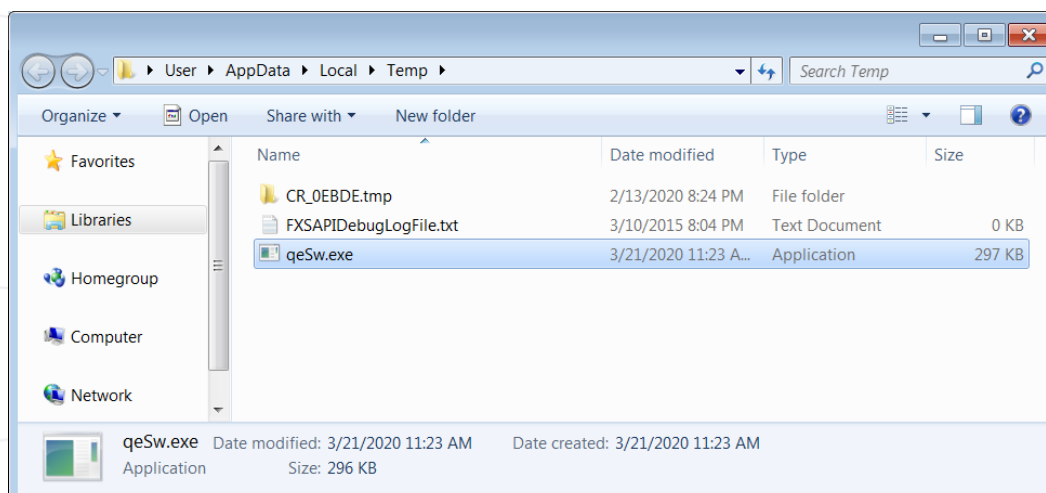 User AppData Local Temp
Search Temp
Organize Open Share with New folder
Name Date modified Type Size
Favorites
CR_0EBDE.tmp 2/13/2020 8:24 PM File folder
Libraries
FXSAPIDebugLogFile.txt 3/10/2015 8:04 PM Text Document 0 KB
qeSw.exe 3/21/2020 11:23 A... Application 297 KB
Homegroup
Computer
Network
qeSw.exe Date modified: 3/21/2020 11:23 AM Date created: 3/21/2020 11:23 AM
Application Size: 296 KB